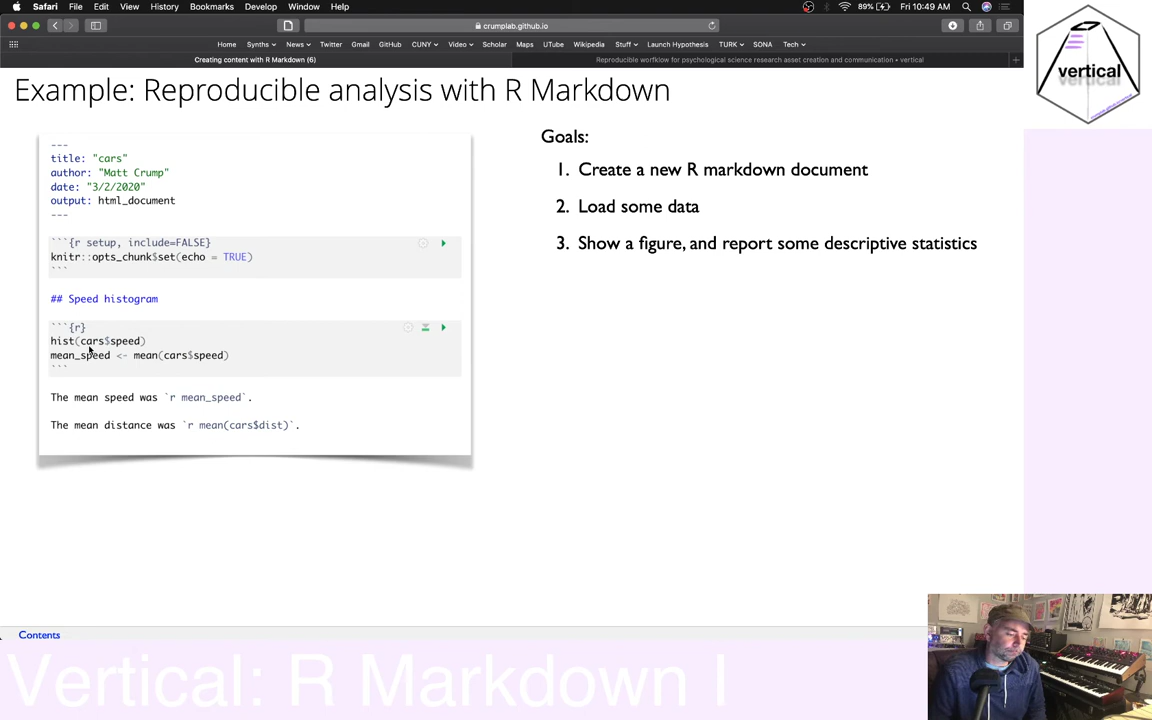 Safari File Edit View History Bookmarks Develop Window Help 89% Fri 10:49 AM
crumplab.github.io
Home Synths News Twitter Gmail GitHub CUNY Video Scholar Maps UTube Wikipedia Stuff Launch Hypothesis TURK SONA Tech
Creating content with R Markdown (6) Reproducible worfklow for psychological science research asset creation and communication • vertical
vertical
Example: Reproducible analysis with R Markdown
---
title: "cars"
author: "Matt Crump"
date: "3/2/2020"
output: html_document
---
```{r setup, include=FALSE}
knitr::opts_chunk$set(echo = TRUE)
```
## Speed histogram
```{r}
hist(cars$speed)
mean_speed <- mean(cars$speed)
```
The mean speed was `r mean_speed`.
The mean distance was `r mean(cars$dist)`.
Goals:
1. Create a new R markdown document
2. Load some data
3. Show a figure, and report some descriptive statistics
Contents
Vertical: R Markdown I